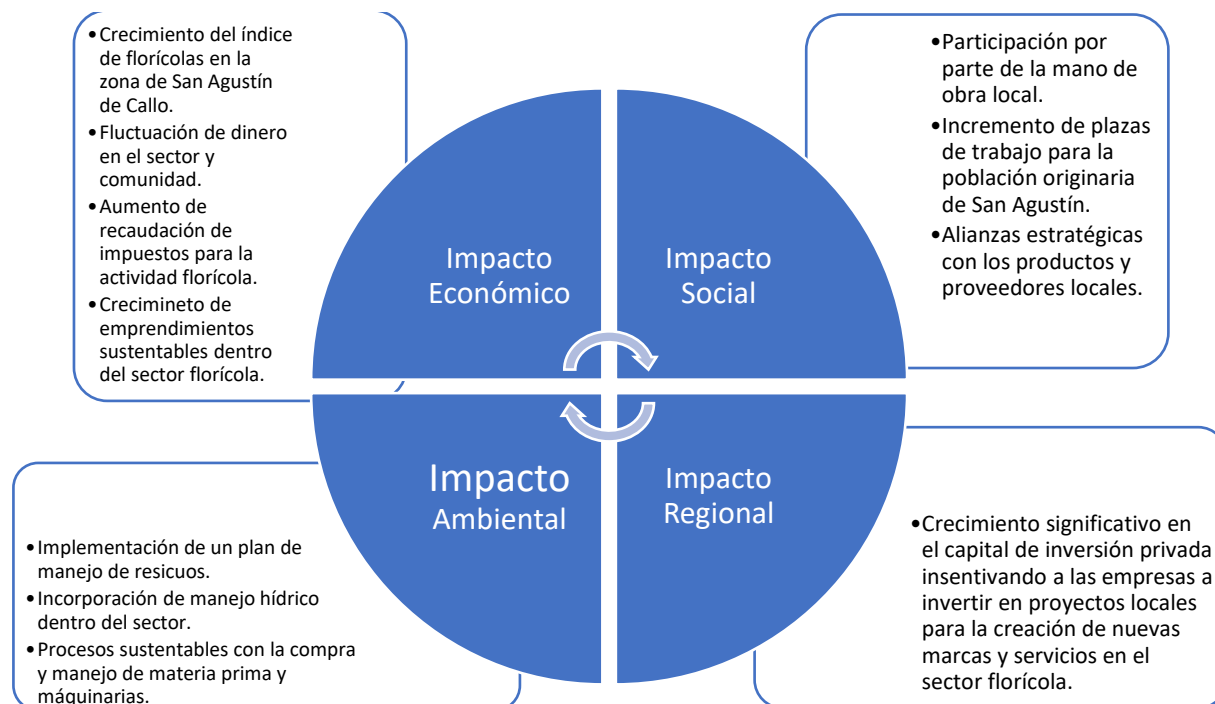 •Crecimiento del índice
de florícolas en la
zona de San Agustín
de Callo.
•Fluctuación de dinero
en el sector y
comunidad.
•Aumento de
recaudación de
impuestos para la
actividad florícola.
•Crecimineto de
emprendimientos
sustentables dentro
del sector florícola.
•Participación por
parte de la mano de
obra local.
•Incremento de plazas
de trabajo para la
población originaria
de San Agustín.
•Alianzas estratégicas
con los productos y
proveedores locales.
Impacto
Económico
Impacto
Social
Impacto
Ambiental
Impacto
Regional
•Implementación de un plan de
manejo de resicuos.
•Incorporación de manejo hídrico
dentro del sector.
•Procesos sustentables con la compra
y manejo de materia prima y
máquinarias.
•Crecimiento significativo en
el capital de inversión privada
insentivando a las empresas a
invertir en proyectos locales
para la creación de nuevas
marcas y servicios en el
sector florícola.